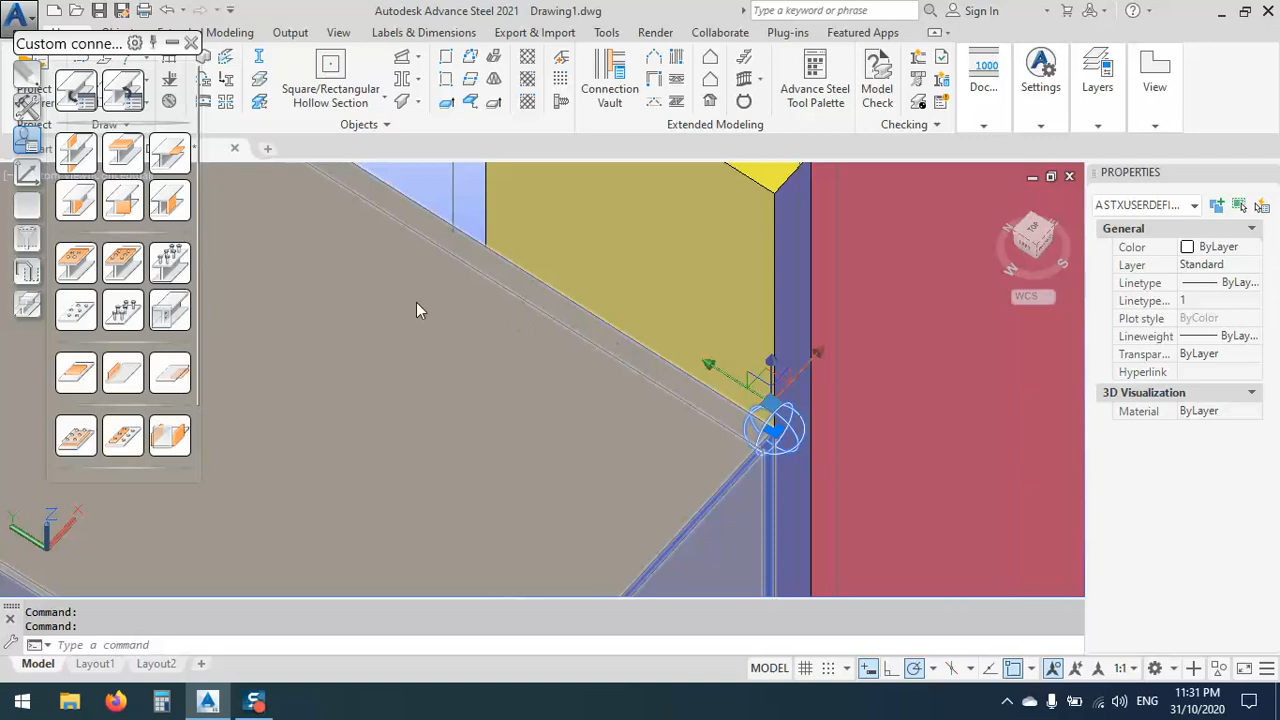 Autodesk Advance Steel 2021 Drawing1.dwg
Type a keyword or phrase
Sign In
Custom conne...
Modeling
Output
View
Labels & Dimensions
Export & Import
Tools
Render
Collaborate
Plug-ins
Featured Apps
Draw
Square/Rectangular
Hollow Section
Connection
Vault
1000
Advance
Steel Tool Palette
Model
Check
Doc...
Settings
Layers
View
Objects
Extended Modeling
Checking
PROPERTIES
ASTXUSERDEFI...
General
Color ByLayer
Layer Standard
Linetype ByLay...
Linetype... 1
Plot style ByColor
Lineweight ByLay...
Transpar... ByLayer
Hyperlink
3D Visualization
Material ByLayer
N
TOP
W
S
WCS
Z
X
Y
Command:
Command:
Type a command
Model
Layout1
Layout2
MODEL
1:1
ENG
11:31 PM
31/10/2020